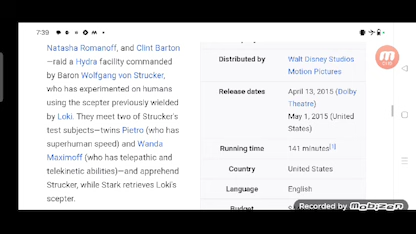 7:39
Natasha Romanoff, and Clint Barton
—raid a Hydra facility commanded
by Baron Wolfgang von Strucker,
who has experimented on humans
using the scepter previously wielded
by Loki. They meet two of Strucker's
test subjects—twins Pietro (who has
superhuman speed) and Wanda
Maximoff (who has telepathic and
telekinetic abilities)—and apprehend
Strucker, while Stark retrieves Loki's
scepter.
Distributed by Walt Disney Studios
Motion Pictures
Release dates April 13, 2015 (Dolby
Theatre)
May 1, 2015 (United
States)
Running time 141 minutes[1]
Country United States
Language English
Budget
Recorded by mobizen